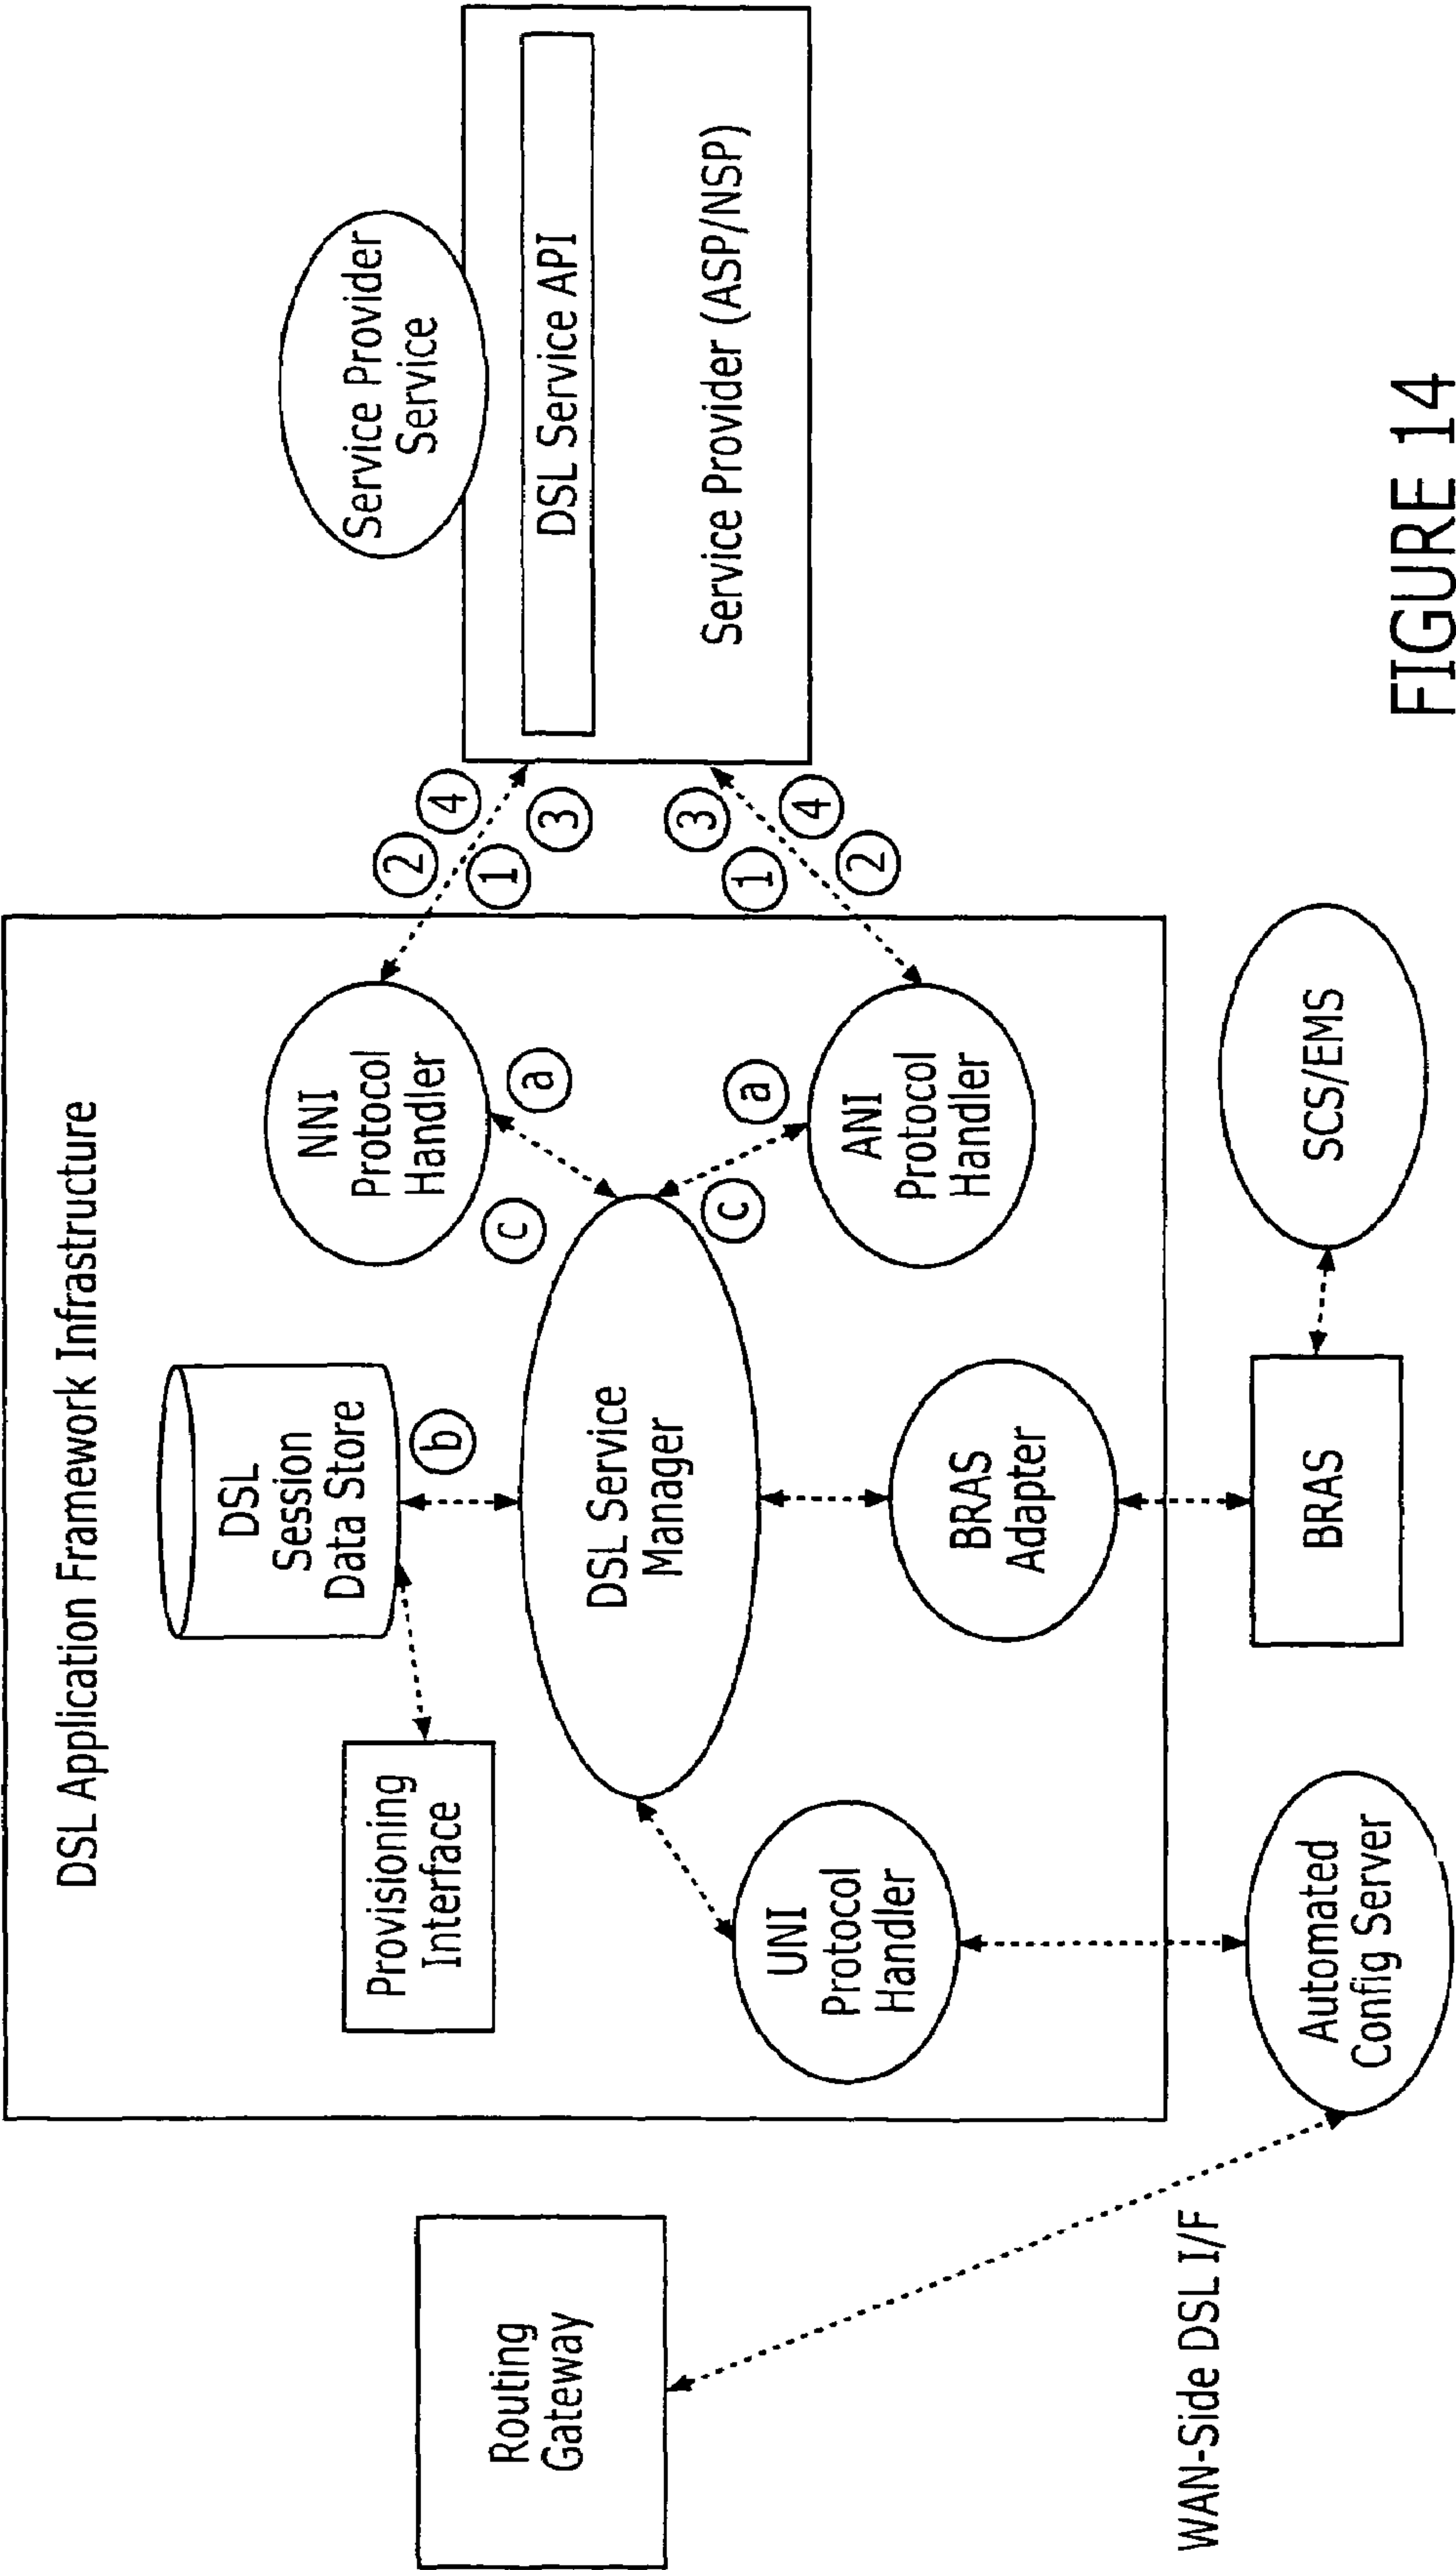 DSL Application Framework Infrastructure
Routing
Gateway
Provisioning
Interface
DSL
Session
Data Store
b
NNI
Protocol
Handler
a
c
2
4
1
3
Service Provider
Service
DSL Service API
Service Provider (ASP/NSP)
DSL Service
Manager
UNI
Protocol
Handler
BRAS
Adapter
ANI
Protocol
Handler
a
c
3
1
4
2
WAN-Side DSL I/F
Automated
Config Server
BRAS
SCS/EMS
FIGURE 14